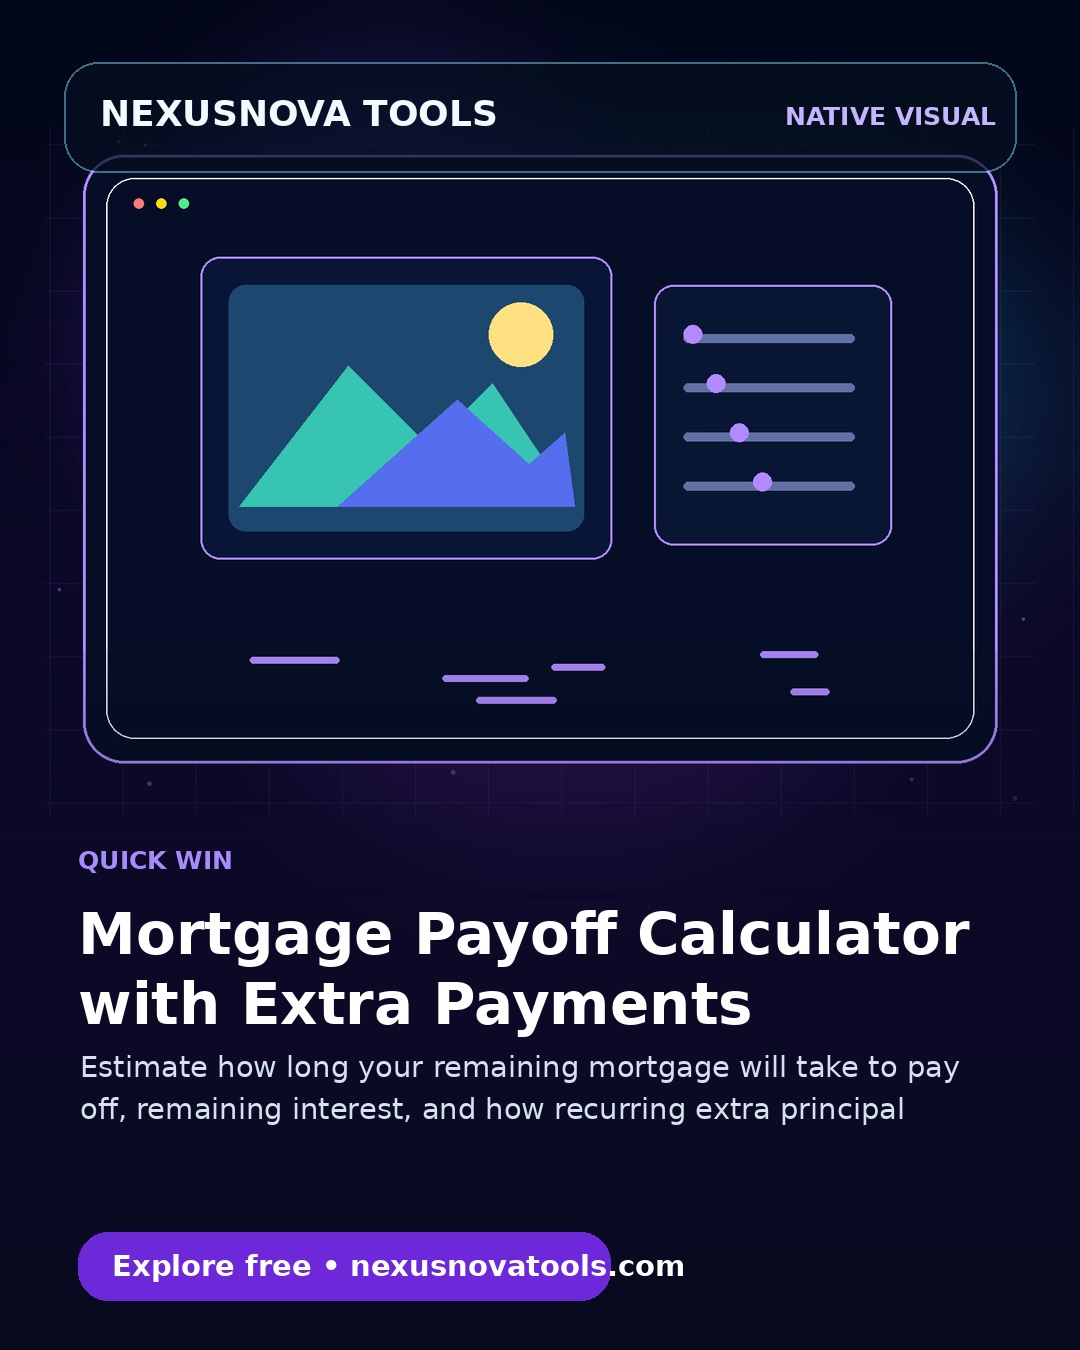 NEXUSNOVA TOOLS
NATIVE VISUAL
QUICK WIN
Mortgage Payoff Calculator
with Extra Payments
Estimate how long your remaining mortgage will take to pay
off, remaining interest, and how recurring extra principal
Explore free • nexusnovatools.com